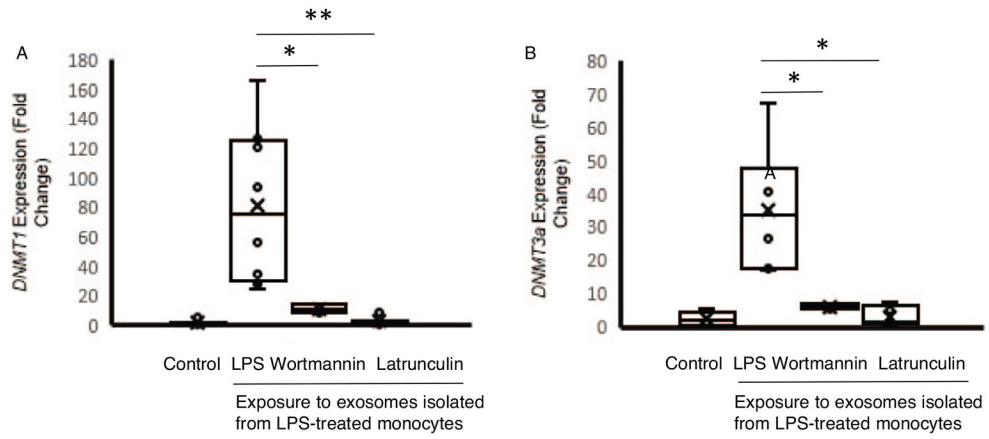 A
**
*
DNMT1 Expression (Fold
Change)
180
160
140
120
100
80
60
40
20
0
Control LPS Wortmannin Latrunculin
Exposure to exosomes isolated
from LPS-treated monocytes
B
*
*
DNMT3a Expression (Fold
Change)
80
70
60
50
40
30
20
10
0
A
Control LPS Wortmannin Latrunculin
Exposure to exosomes isolated
from LPS-treated monocytes